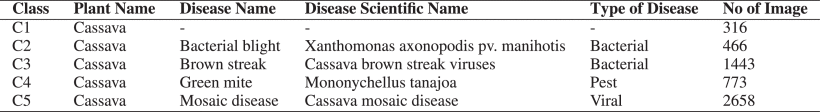 Class Plant Name Disease Name Disease Scientific Name Type of Disease No of Image
C1 Cassava - - - 316
C2 Cassava Bacterial blight Xanthomonas axonopodis pv. manihotis Bacterial 466
C3 Cassava Brown streak Cassava brown streak viruses Bacterial 1443
C4 Cassava Green mite Mononychellus tanajoa Pest 773
C5 Cassava Mosaic disease Cassava mosaic disease Viral 2658